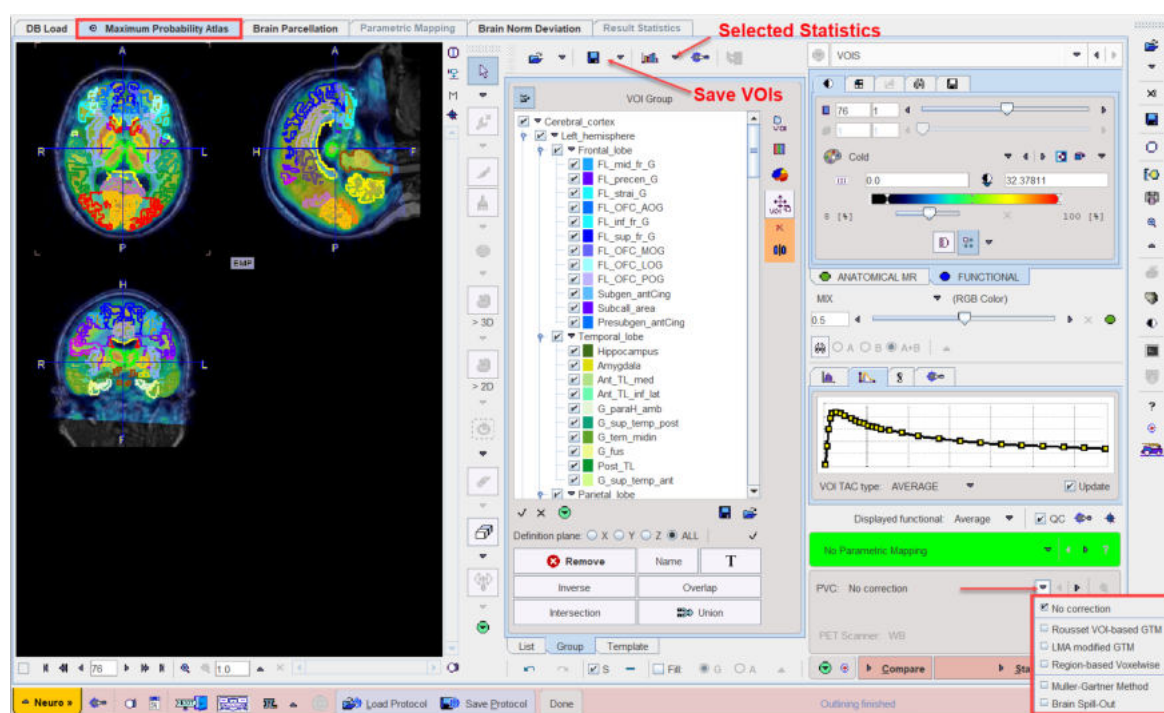 DB Load Maximum Probability Atlas Brain Parcellation Parametric Mapping Brain Norm Deviation Result Statistics
Selected Statistics
Save VOIs
A
R L
P
A
H F
P
EMP
H
R L
F
M
> 3D
> 2D
VOI Group
Cerebral_cortex
Left_hemisphere
Frontal_lobe
FL_mid_fr_G
FL_precen_G
FL_strai_G
FL_OFC_AOG
FL_inf_fr_G
FL_sup_fr_G
FL_OFC_MOG
FL_OFC_LOG
FL_OFC_POG
Subgen_antCing
Subcall_area
Presubgen_antCing
Temporal_lobe
Hippocampus
Amygdala
Ant_TL_med
Ant_TL_inf_lat
G_paraH_amb
G_sup_temp_post
G_tem_midin
G_fus
Post_TL
G_sup_temp_ant
Parietal_lobe
Definition plane: X Y Z ALL
Remove Name T
Inverse Overlap
Intersection Union
List Group Template
S Fill: G A
VOIS
76 1
1 1
Cold
0.0 32.37811
0 [%] 100 [%]
ANATOMICAL MR FUNCTIONAL
MIX (RGB Color)
0.5
A B A+B
VOI TAC type: AVERAGE Update
Displayed functional: Average QC
No Parametric Mapping
PVC: No correction
No correction
Rousset VOI-based GTM
LMA modified GTM
Region-based Voxelwise
Muller-Gartner Method
Brain Spill-Out
PET Scanner WB
Compare
76 1.0
Neuro » Load Protocol Save Protocol Done Outlining finished